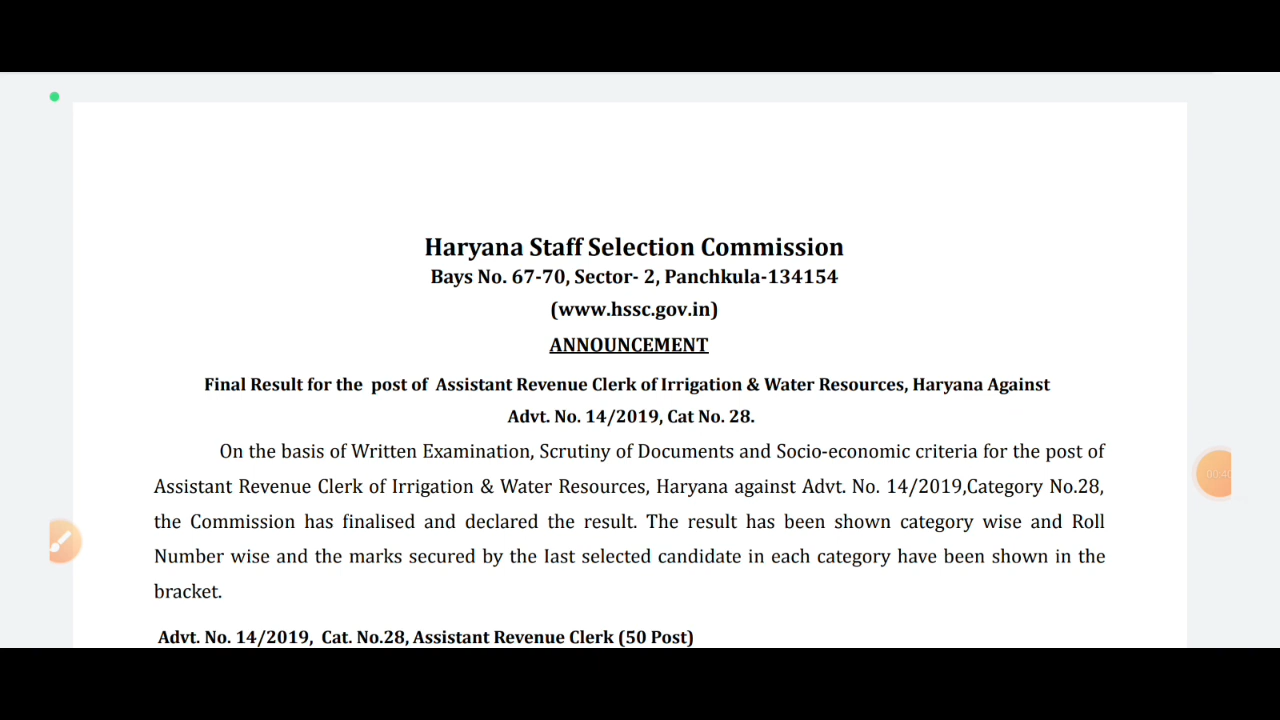 Haryana Staff Selection Commission
Bays No. 67-70, Sector- 2, Panchkula-134154
(www.hssc.gov.in)
ANNOUNCEMENT
Final Result for the post of Assistant Revenue Clerk of Irrigation & Water Resources, Haryana Against
Advt. No. 14/2019, Cat No. 28.
On the basis of Written Examination, Scrutiny of Documents and Socio-economic criteria for the post of
Assistant Revenue Clerk of Irrigation & Water Resources, Haryana against Advt. No. 14/2019,Category No.28,
the Commission has finalised and declared the result. The result has been shown category wise and Roll
Number wise and the marks secured by the last selected candidate in each category have been shown in the
bracket.
Advt. No. 14/2019, Cat. No.28, Assistant Revenue Clerk (50 Post)